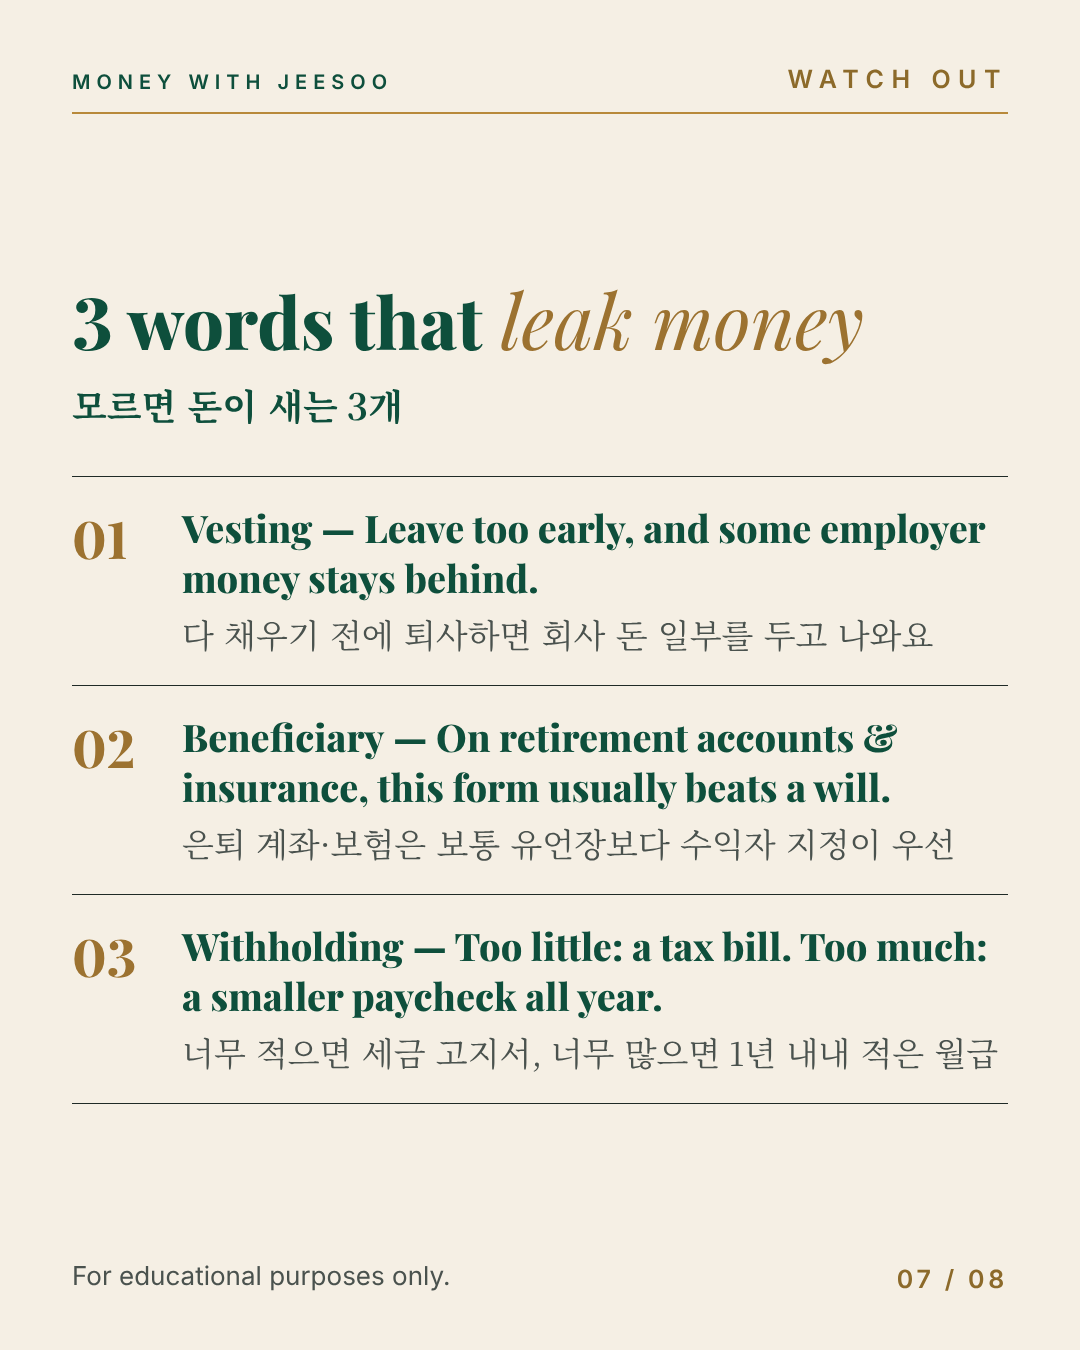 MONEY WITH JEESOO
WATCH OUT
3 words that leak money
모르면 돈이 새는 3개
01
Vesting — Leave too early, and some employer
money stays behind.
다 채우기 전에 퇴사하면 회사 돈 일부를 두고 나와요
02
Beneficiary — On retirement accounts &
insurance, this form usually beats a will.
은퇴 계좌·보험은 보통 유언장보다 수익자 지정이 우선
03
Withholding — Too little: a tax bill. Too much:
a smaller paycheck all year.
너무 적으면 세금 고지서, 너무 많으면 1년 내내 적은 월급
For educational purposes only.
07 / 08